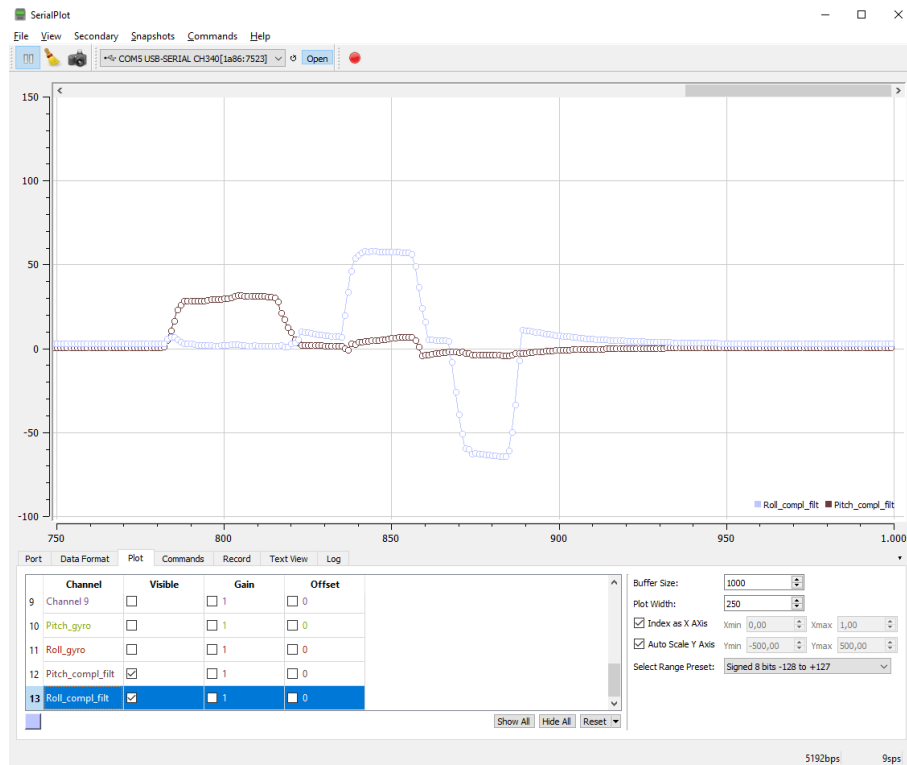 SerialPlot
File View Secondary Snapshots Commands Help
COM5 USB-SERIAL CH340[1a86:7523] Open
150
100
50
0
-50
-100
Roll_compl_filt Pitch_compl_filt
750 800 850 900 950 1.000
Port Data Format Plot Commands Record Text View Log
Channel Visible Gain Offset
9 Channel 9 1 0
10 Pitch_gyro 1 0
11 Roll_gyro 1 0
12 Pitch_compl_filt 1 0
13 Roll_compl_filt 1 0
Show All Hide All Reset
Buffer Size: 1000
Plot Width: 250
Index as X AXis Xmin 0,00 Xmax 1,00
Auto Scale Y Axis Ymin -500,00 Ymax 500,00
Select Range Preset: Signed 8 bits -128 to +127
5192bps 9sps